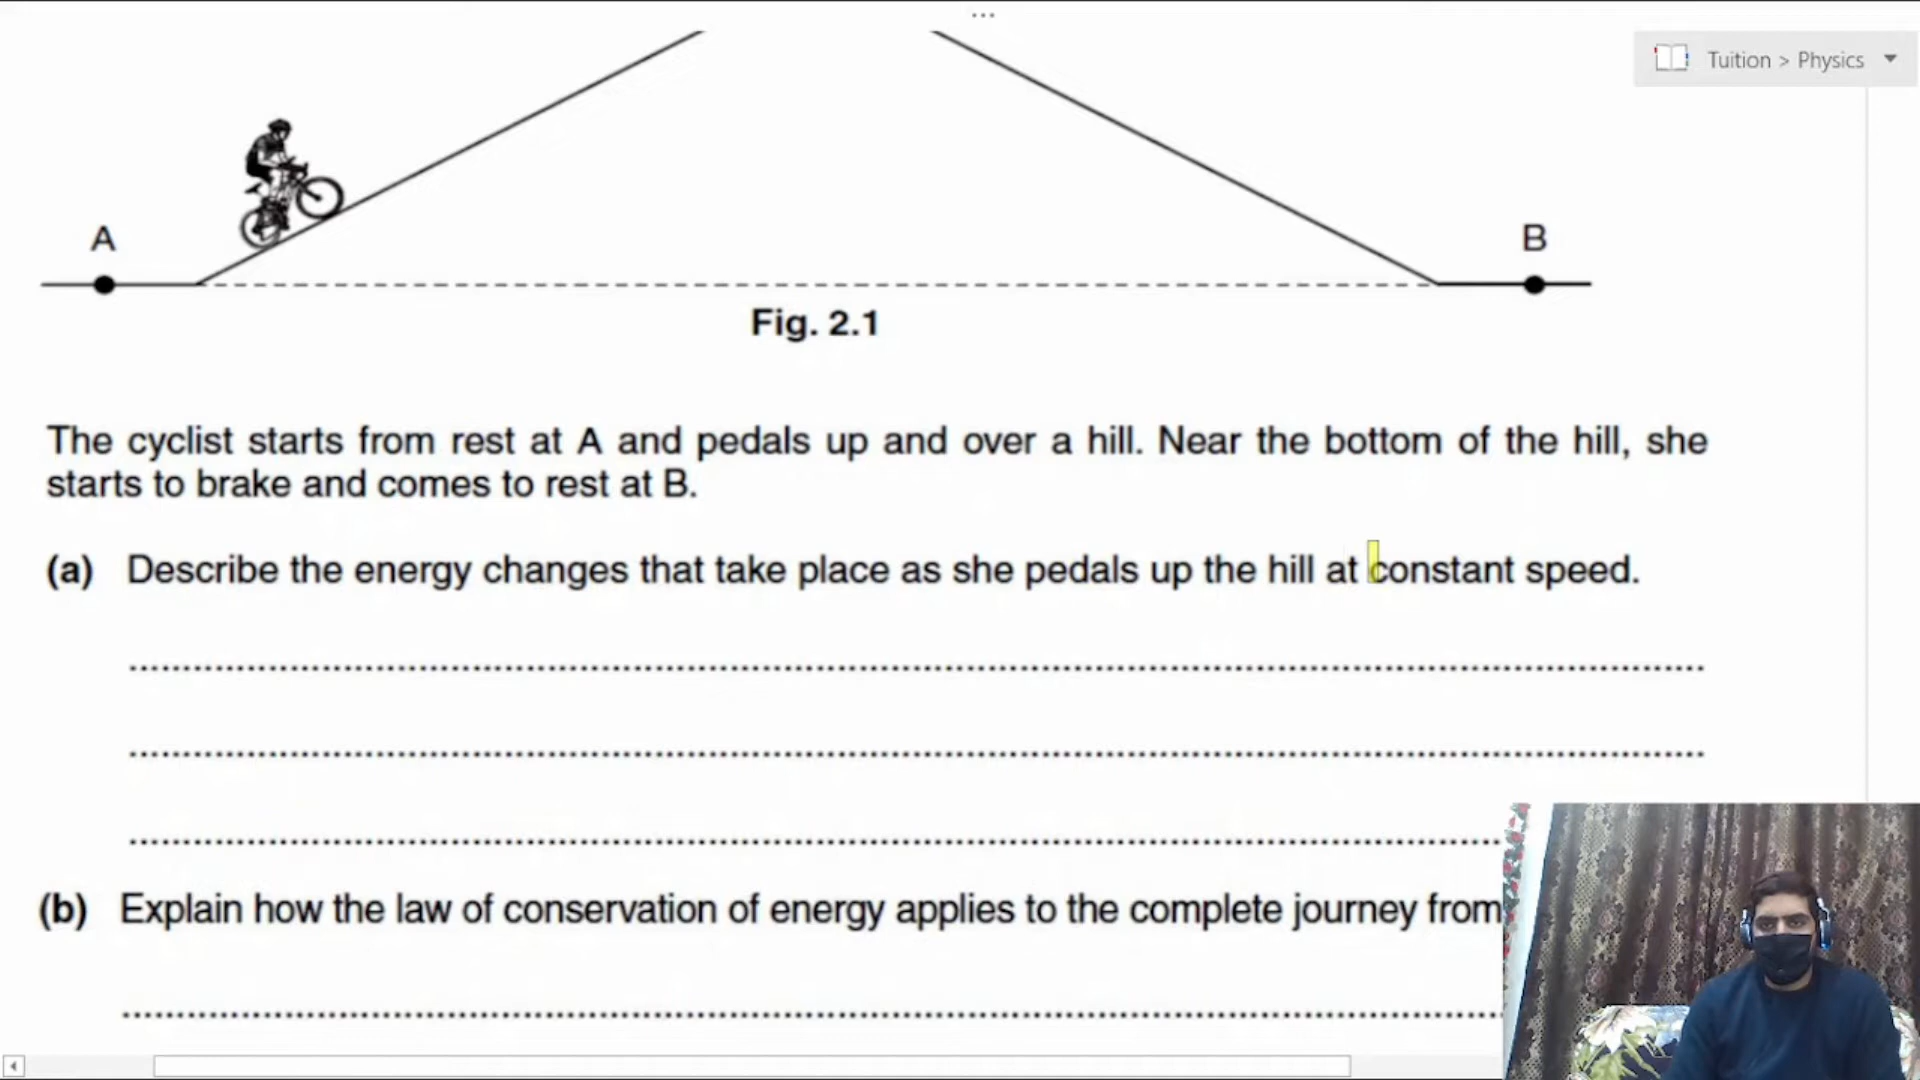 ...
Tuition > Physics
A
B
Fig. 2.1
The cyclist starts from rest at A and pedals up and over a hill. Near the bottom of the hill, she
starts to brake and comes to rest at B.
(a) Describe the energy changes that take place as she pedals up the hill at constant speed.
(b) Explain how the law of conservation of energy applies to the complete journey from